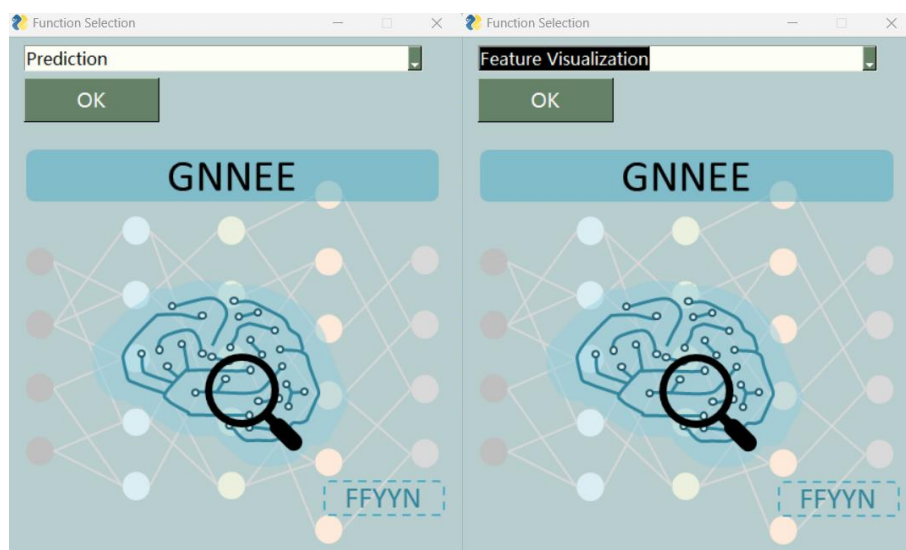 Function Selection
Prediction
OK
GNNEE
FFYYN
Function Selection
Feature Visualization
OK
GNNEE
FFYYN